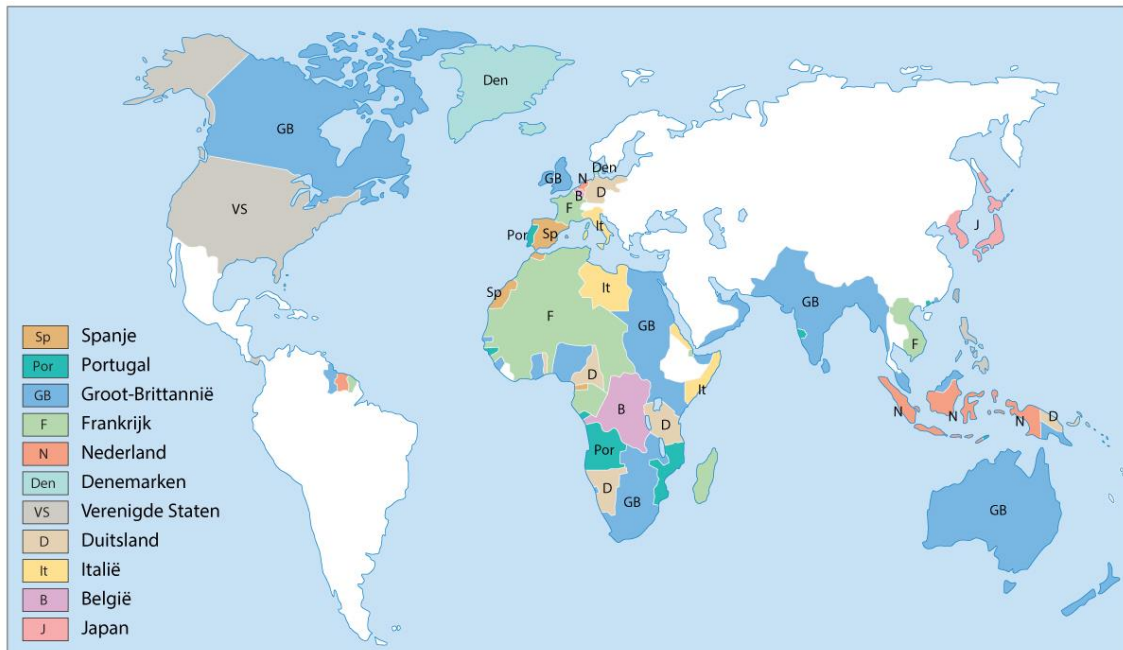 Den
GB
VS
Den
GB
N
D
B
F
It
Por
Sp
J
Sp
It
F
GB
GB
F
D
It
B
D
N
N
N
D
Por
D
GB
GB
Sp Spanje
Por Portugal
GB Groot-Brittannië
F Frankrijk
N Nederland
Den Denemarken
VS Verenigde Staten
D Duitsland
It Italië
B België
J Japan